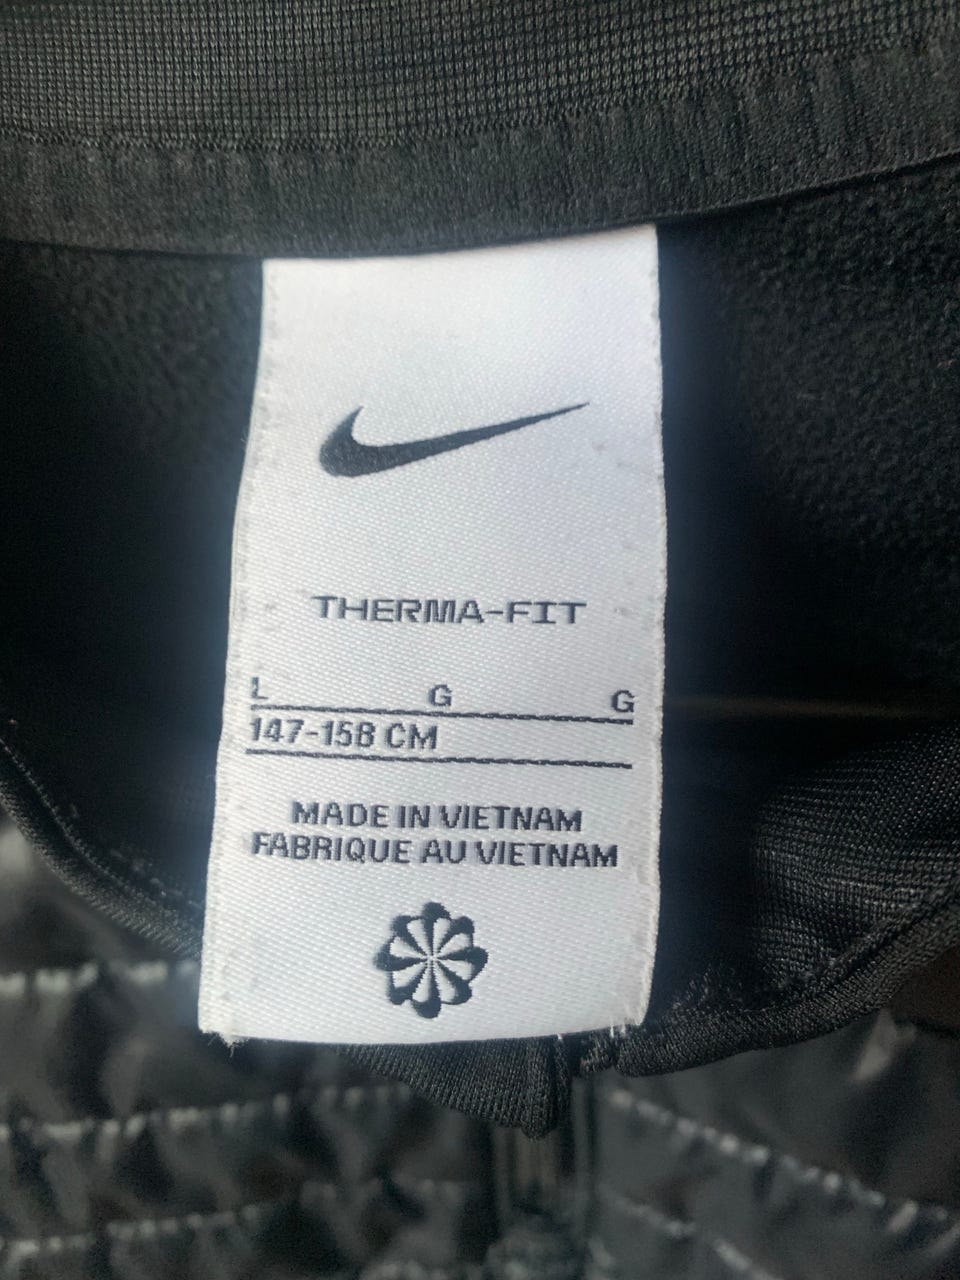 THERMA-FIT
L G G
147-158 CM
MADE IN VIETNAM
FABRIQUE AU VIETNAM